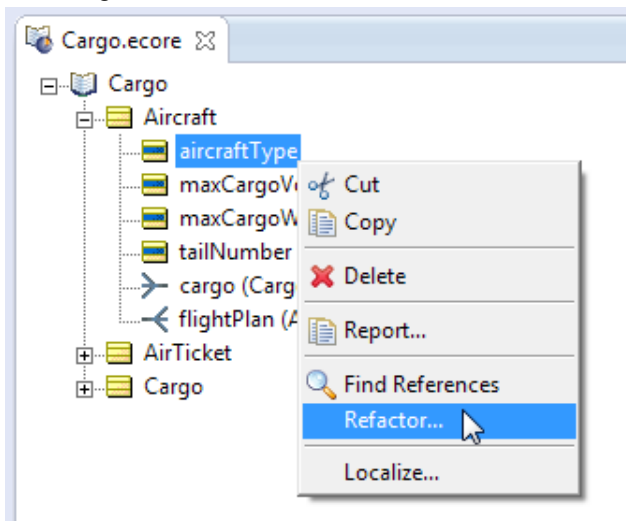 Cargo.ecore
Cargo
Aircraft
aircraftType
maxCargoV
Cut
maxCargoW
Copy
tailNumber
cargo (Carg
Delete
flightPlan (A
Report...
AirTicket
Cargo
Find References
Refactor...
Localize...